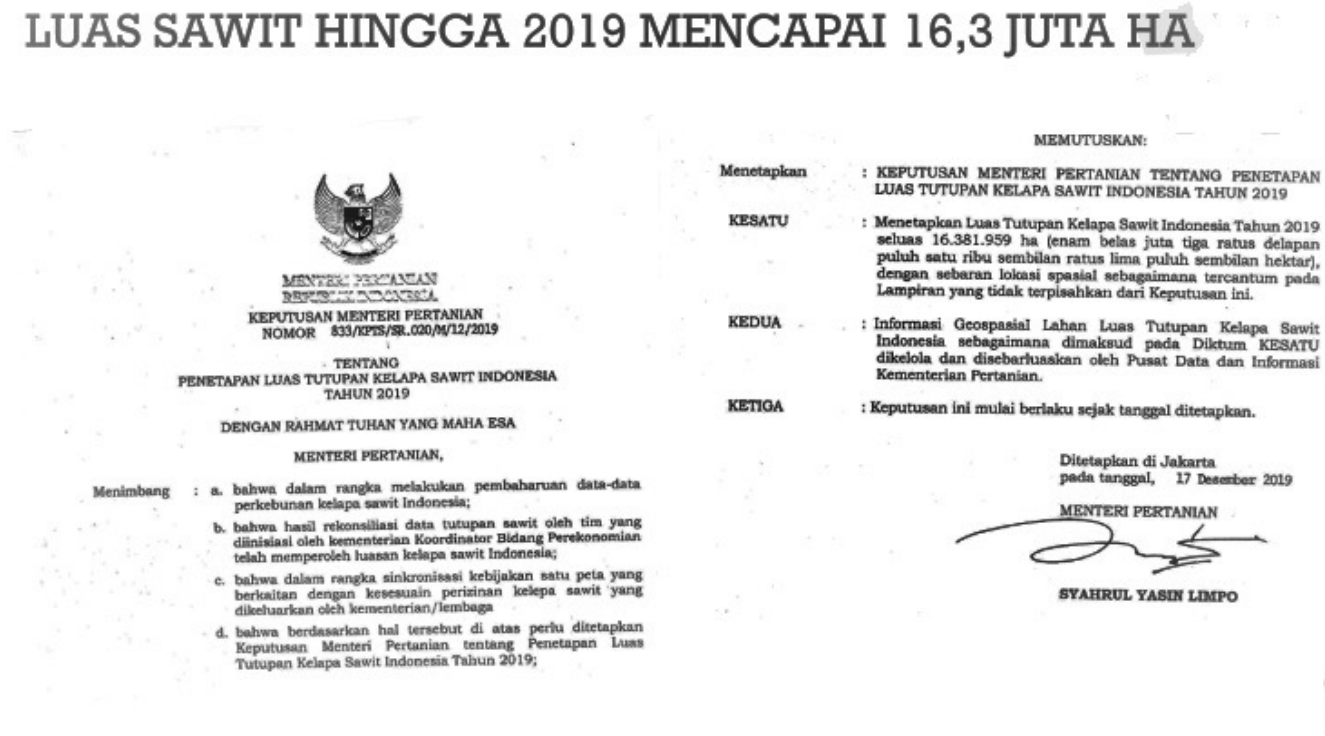 LUAS SAWIT HINGGA 2019 MENCAPAI 16,3 JUTA HA
MENTERI PERTANIAN
REPUBLIK INDONESIA
KEPUTUSAN MENTERI PERTANIAN
NOMOR 833/KPTS/SR.020/M/12/2019
TENTANG
PENETAPAN LUAS TUTUPAN KELAPA SAWIT INDONESIA
TAHUN 2019
DENGAN RAHMAT TUHAN YANG MAHA ESA
MENTERI PERTANIAN,
Menimbang : a. bahwa dalam rangka melakukan pembaharuan data-data
perkebunan kelapa sawit Indonesia;
b. bahwa hasil rekonsiliasi data tutupan sawit oleh tim yang
diinisiasi oleh kementerian Koordinator Bidang Perekonomian
telah memperoleh luasan kelapa sawit Indonesia;
c. bahwa dalam rangka sinkronisasi kebijakan satu peta yang
berkaitan dengan kesesuain perizinan kelepa sawit yang
dikeluarkan oleh kementerian/lembaga
d. bahwa berdasarkan hal tersebut di atas perlu ditetapkan
Keputusan Menteri Pertanian tentang Penetapan Luas
Tutupan Kelapa Sawit Indonesia Tahun 2019;
MEMUTUSKAN:
Menetapkan : KEPUTUSAN MENTERI PERTANIAN TENTANG PENETAPAN
LUAS TUTUPAN KELAPA SAWIT INDONESIA TAHUN 2019
KESATU : Menetapkan Luas Tutupan Kelapa Sawit Indonesia Tahun 2019
seluas 16.381.959 ha (enam belas juta tiga ratus delapan
puluh satu ribu sembilan ratus lima puluh sembilan hektar),
dengan sebaran lokasi spasial sebagaimana tercantum pada
Lampiran yang tidak terpisahkan dari Keputusan ini.
KEDUA : Informasi Geospasial Lahan Luas Tutupan Kelapa Sawit
Indonesia sebagaimana dimaksud pada Diktum KESATU
dikelola dan disebarluaskan oleh Pusat Data dan Informasi
Kementerian Pertanian.
KETIGA : Keputusan ini mulai berlaku sejak tanggal ditetapkan.
Ditetapkan di Jakarta
pada tanggal, 17 Desember 2019
MENTERI PERTANIAN
SYAHRUL YASIN LIMPO